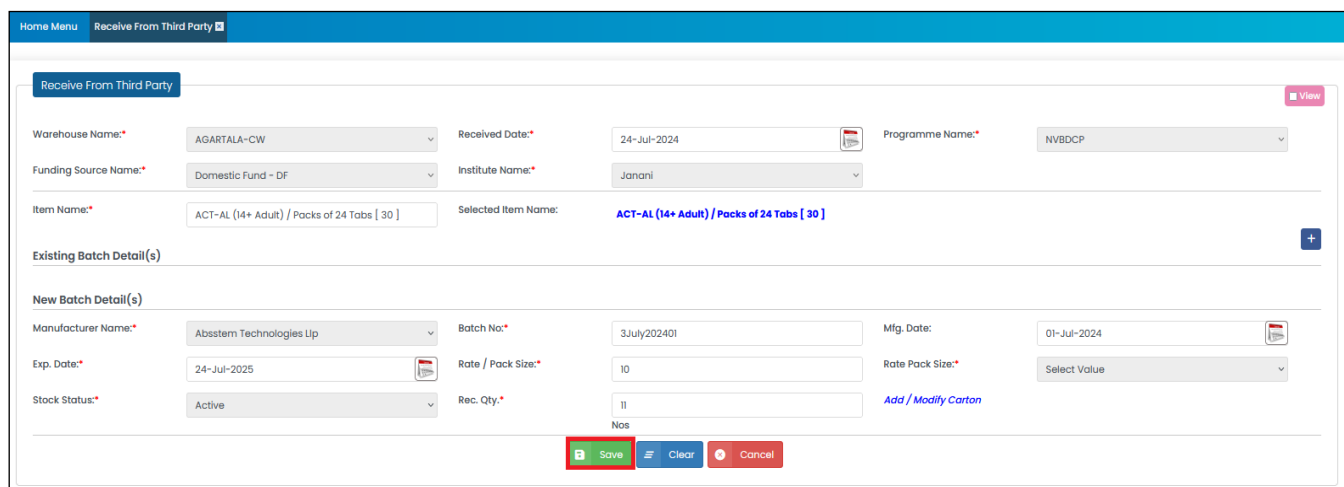 Home Menu Receive From Third Party
Receive From Third Party
View
Warehouse Name:* AGARTALA-CW Received Date:* 24-Jul-2024 Programme Name:* NVBDCP
Funding Source Name:* Domestic Fund - DF Institute Name:* Janani
Item Name:* ACT-AL (14+ Adult) / Packs of 24 Tabs [ 30 ] Selected Item Name: ACT-AL (14+ Adult) / Packs of 24 Tabs [ 30 ]
+
Existing Batch Detail(s)
New Batch Detail(s)
Manufacturer Name:* Absstem Technologies Llp Batch No:* 3July202401 Mfg. Date: 01-Jul-2024
Exp. Date:* 24-Jul-2025 Rate / Pack Size:* 10 Rate Pack Size:* Select Value
Stock Status:* Active Rec. Qty.* 11 Add / Modify Carton
Nos
Save Clear Cancel